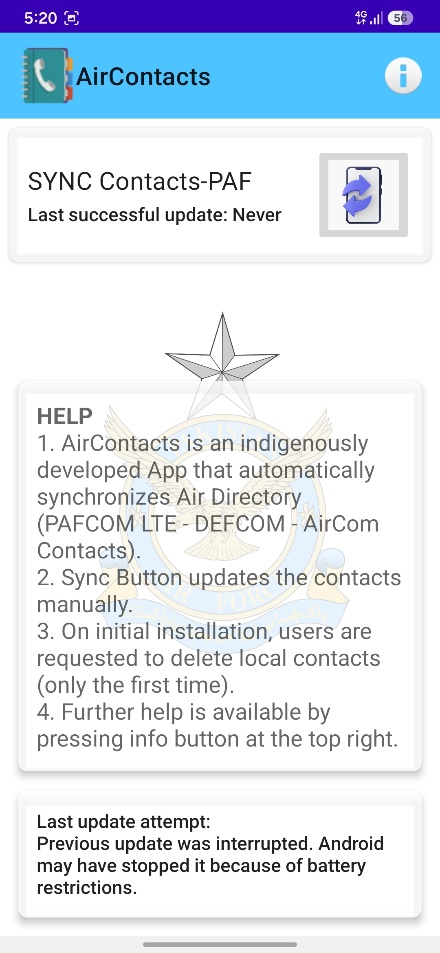 5:20
4G
56
AirContacts
SYNC Contacts-PAF
Last successful update: Never
HELP
1. AirContacts is an indigenously
developed App that automatically
synchronizes Air Directory
(PAFCOM LTE - DEFCOM - AirCom
Contacts).
2. Sync Button updates the contacts
manually.
3. On initial installation, users are
requested to delete local contacts
(only the first time).
4. Further help is available by
pressing info button at the top right.
Last update attempt:
Previous update was interrupted. Android
may have stopped it because of battery
restrictions.